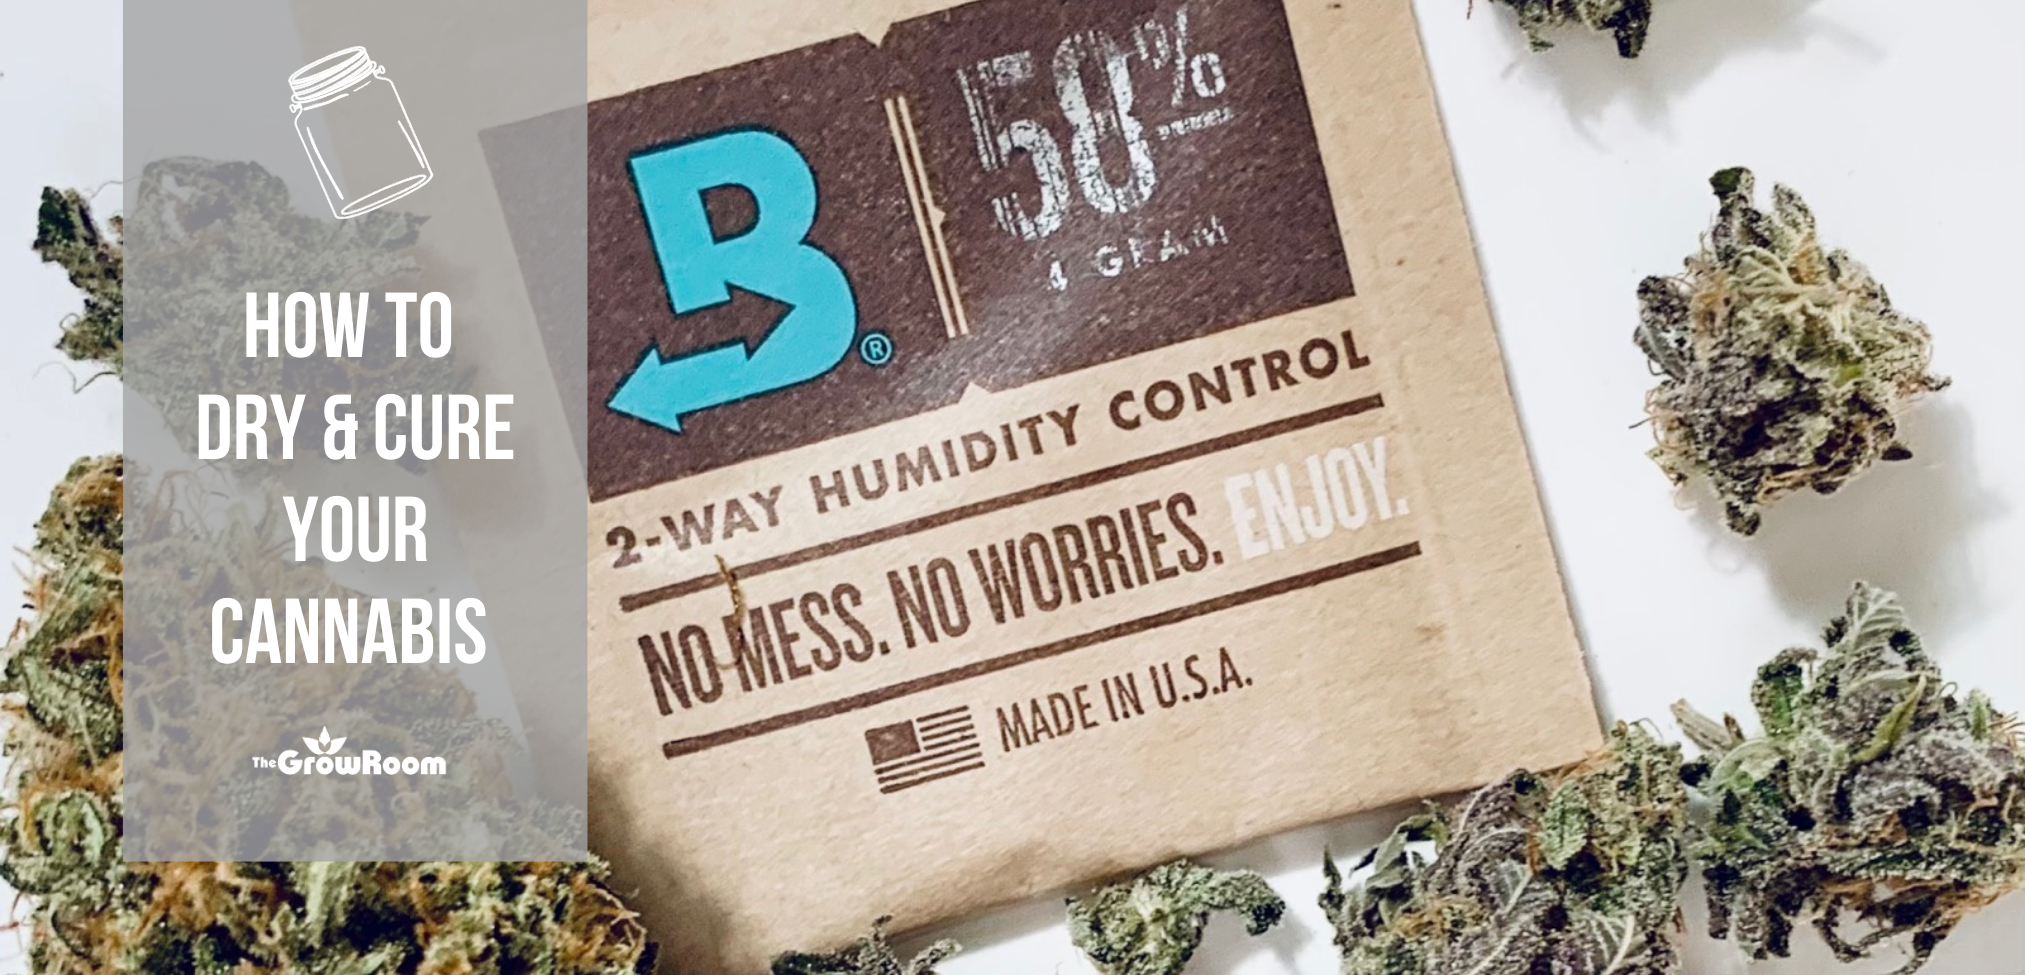 HOW TO
DRY & CURE
YOUR
CANNABIS
TheGrowRoom
B®
58%
4 GRAM
2-WAY HUMIDITY CONTROL
NO MESS. NO WORRIES. ENJOY.
MADE IN U.S.A.